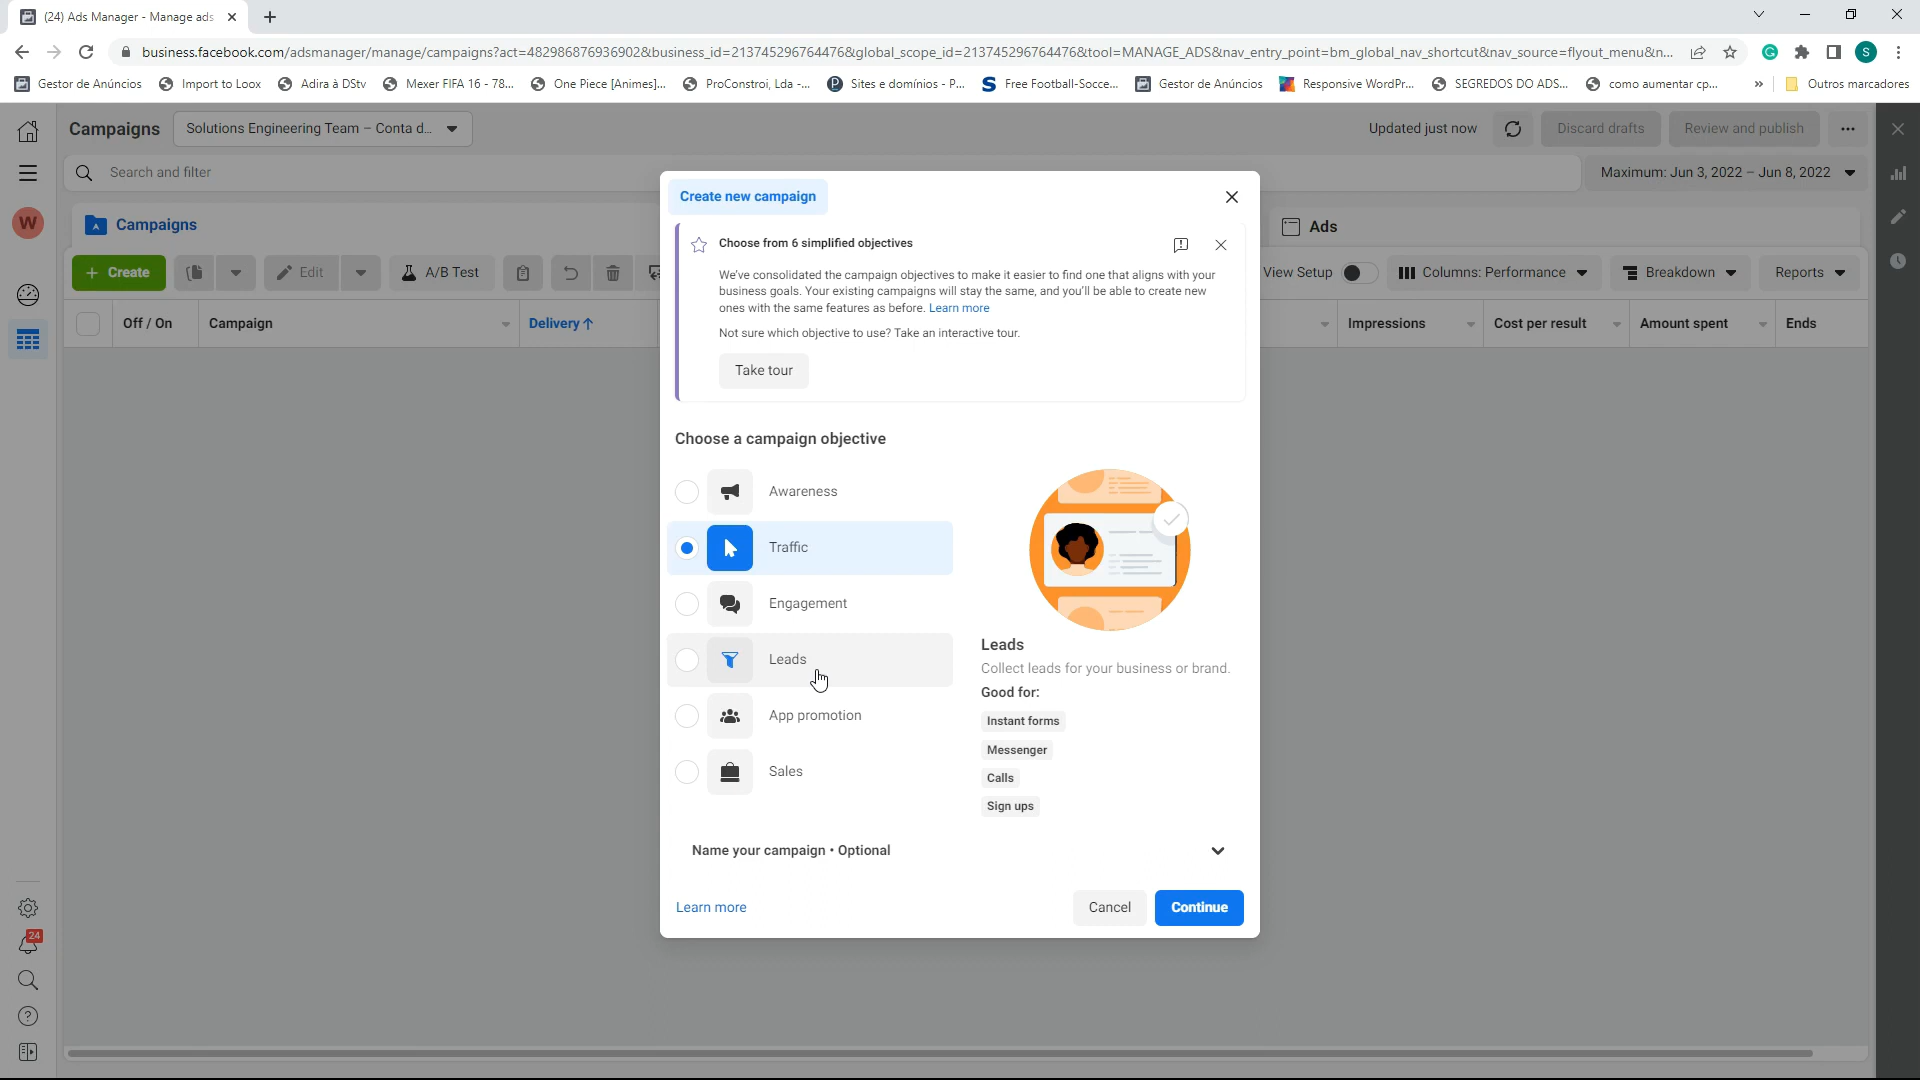 (24) Ads Manager - Manage ads
business.facebook.com/adsmanager/manage/campaigns?act=482986876936902&business_id=213745296764476&global_scope_id=213745296764476&tool=MANAGE_ADS&nav_entry_point=bm_global_nav_shortcut&nav_source=flyout_menu&n...
S
Gestor de Anúncios
Import to Loox
Adira à DStv
Mexer FIFA 16 - 78...
One Piece [Animes]...
ProConstroi, Lda -...
Sites e domínios - P...
Free Football-Socce...
Gestor de Anúncios
Responsive WordPr...
SEGREDOS DO ADS...
como aumentar cp...
»
Outros marcadores
Campaigns
Solutions Engineering Team – Conta d...
Updated just now
Discard drafts
Review and publish
Search and filter
Maximum: Jun 3, 2022 – Jun 8, 2022
W
Campaigns
Ads
+ Create
Edit
A/B Test
View Setup
Columns: Performance
Breakdown
Reports
Off / On
Campaign
Delivery ↑
Impressions
Cost per result
Amount spent
Ends
24
Create new campaign
Choose from 6 simplified objectives
We've consolidated the campaign objectives to make it easier to find one that aligns with your
business goals. Your existing campaigns will stay the same, and you'll be able to create new
ones with the same features as before. Learn more
Not sure which objective to use? Take an interactive tour.
Take tour
Choose a campaign objective
Awareness
Traffic
Engagement
Leads
App promotion
Sales
Leads
Collect leads for your business or brand.
Good for:
Instant forms
Messenger
Calls
Sign ups
Name your campaign • Optional
Learn more
Cancel
Continue